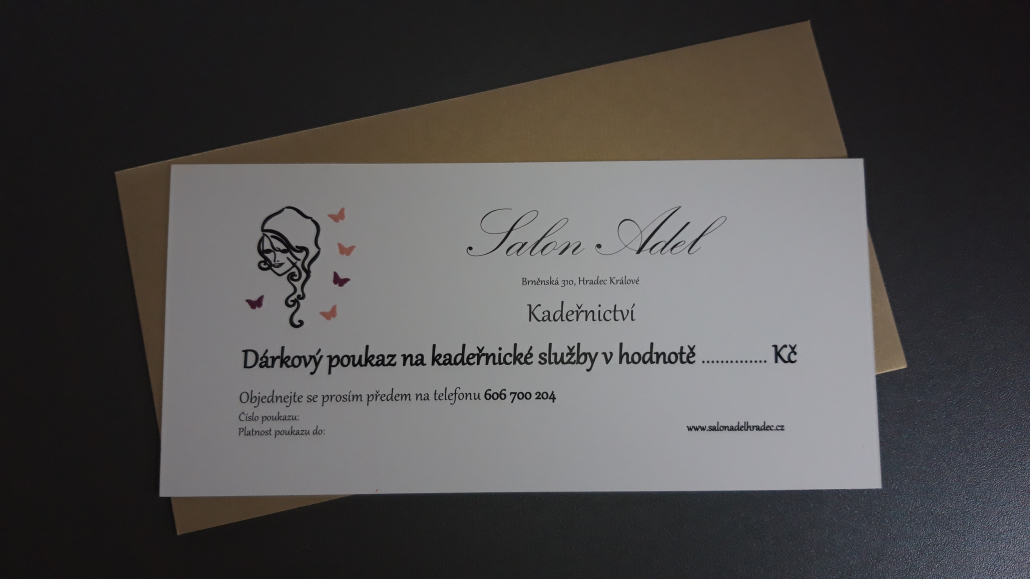 Salon Adel
Brněnská 310, Hradec Králové
Kadeřnictví
Dárkový poukaz na kadeřnické služby v hodnotě .............. Kč
Objednejte se prosím předem na telefonu 606 700 204
Číslo poukazu:
Platnost poukazu do:
www.salonadelhradec.cz